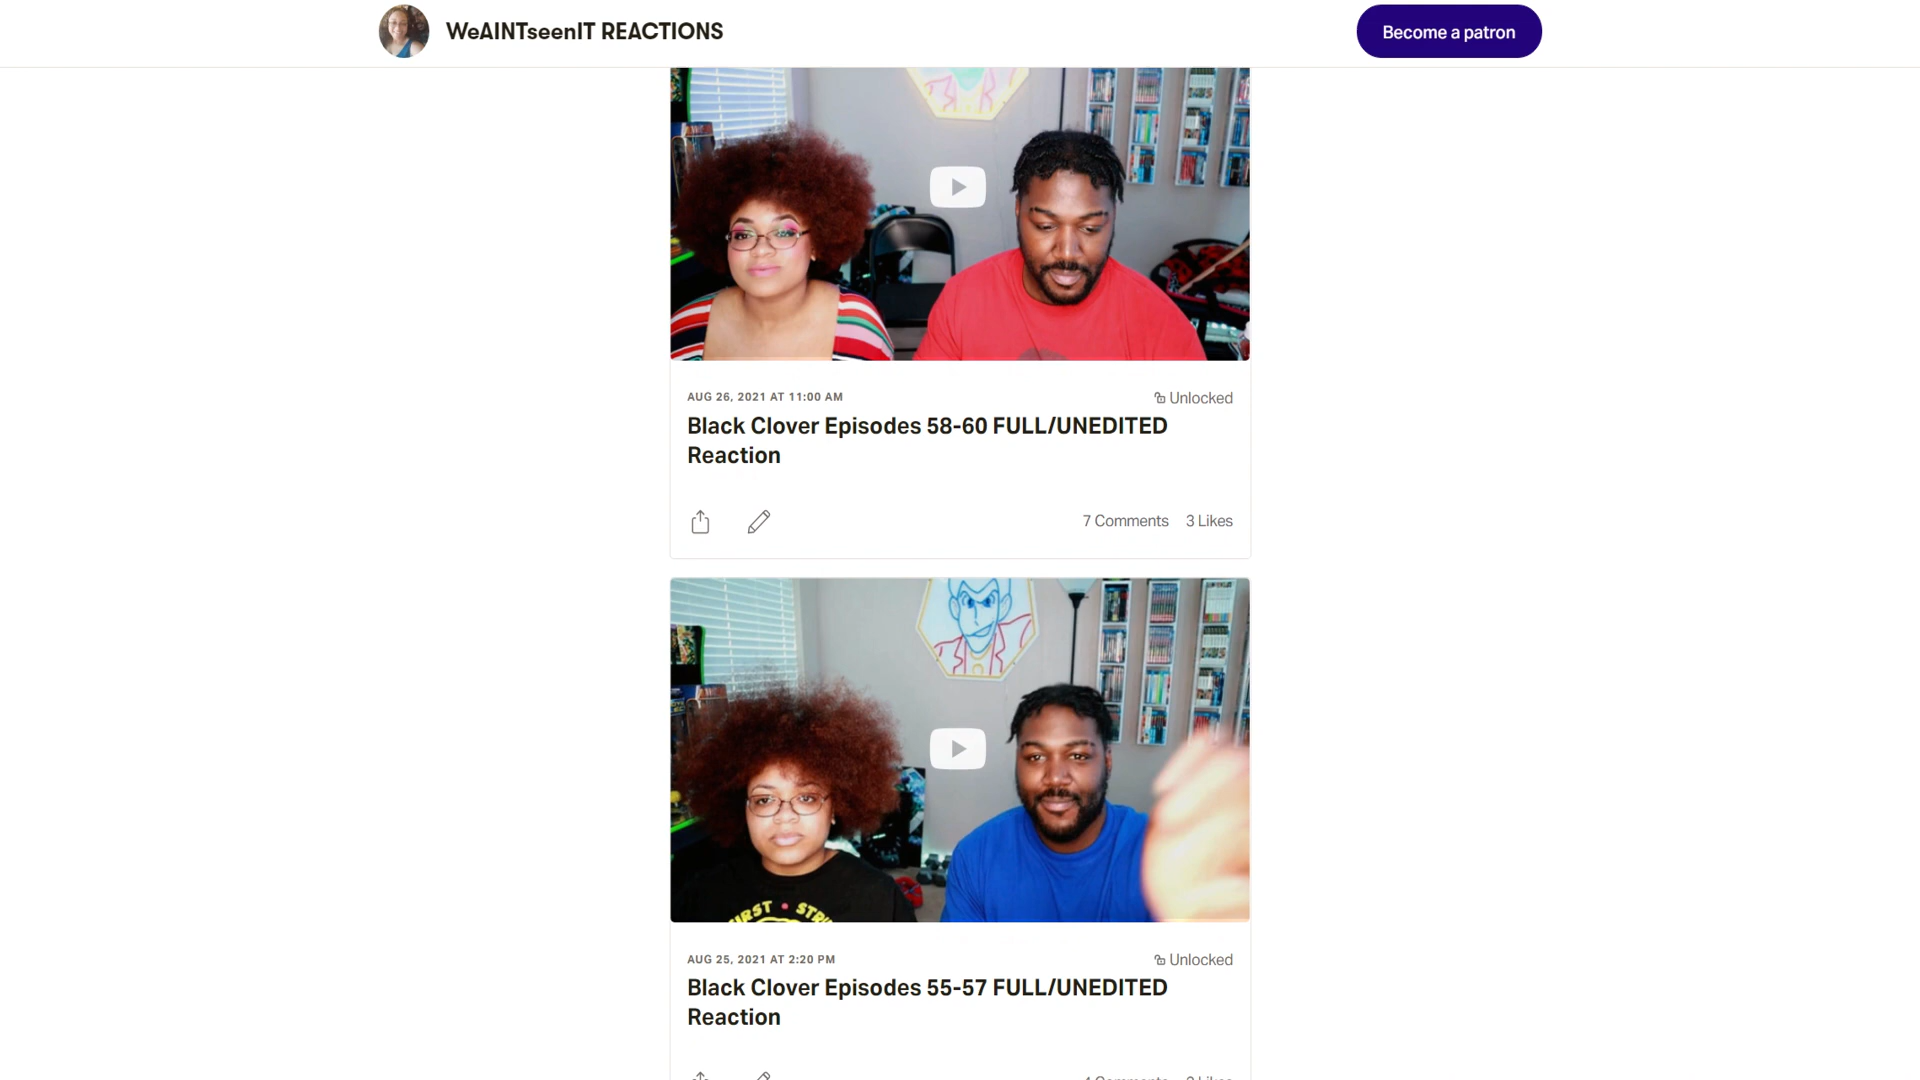 WeAINTseenIT REACTIONS
Become a patron
AUG 26, 2021 AT 11:00 AM
Unlocked
Black Clover Episodes 58-60 FULL/UNEDITED
Reaction
7 Comments 3 Likes
AUG 25, 2021 AT 2:20 PM
Unlocked
Black Clover Episodes 55-57 FULL/UNEDITED
Reaction